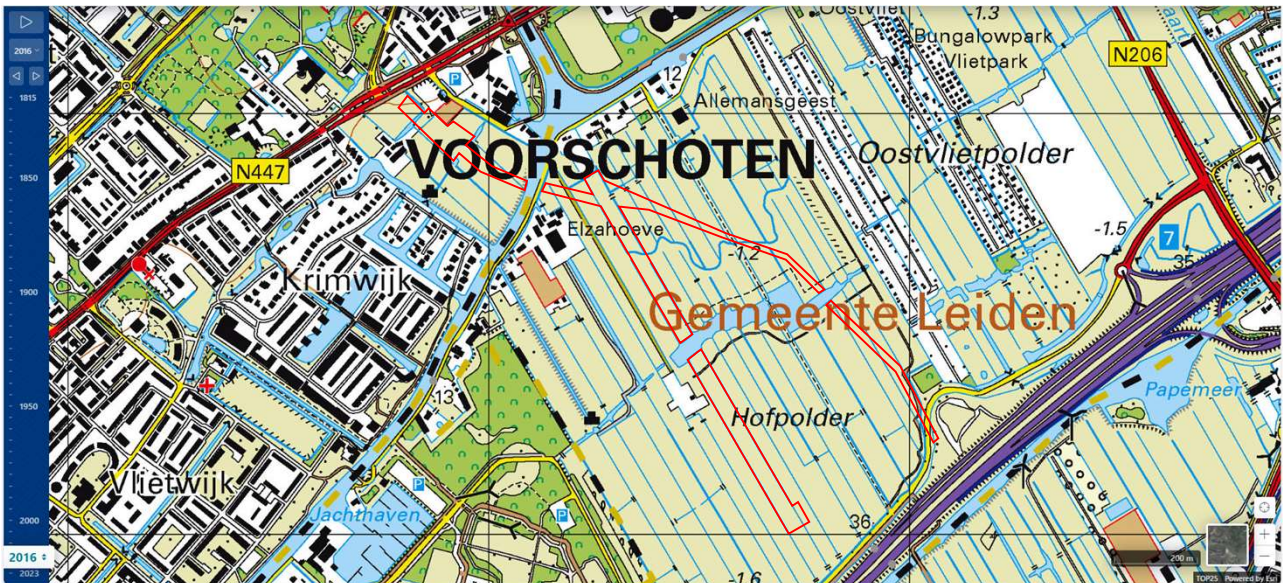 2016
1815
1850
1900
1950
2000
2016
2023
Oostvliet
-1.3
Bungalowpark
Vlietpark
N206
P
12
Allemansgeest
VOORSCHOTEN
Oostvlietpolder
N447
Elzahoeve
-1.2
-1.5
7
35
Krimwijk
Gemeente Leiden
Papemeer
13
Hofpolder
Vlietwijk
P
Jachthaven
P
36
-1.6
200 m
TOP25 Powered by